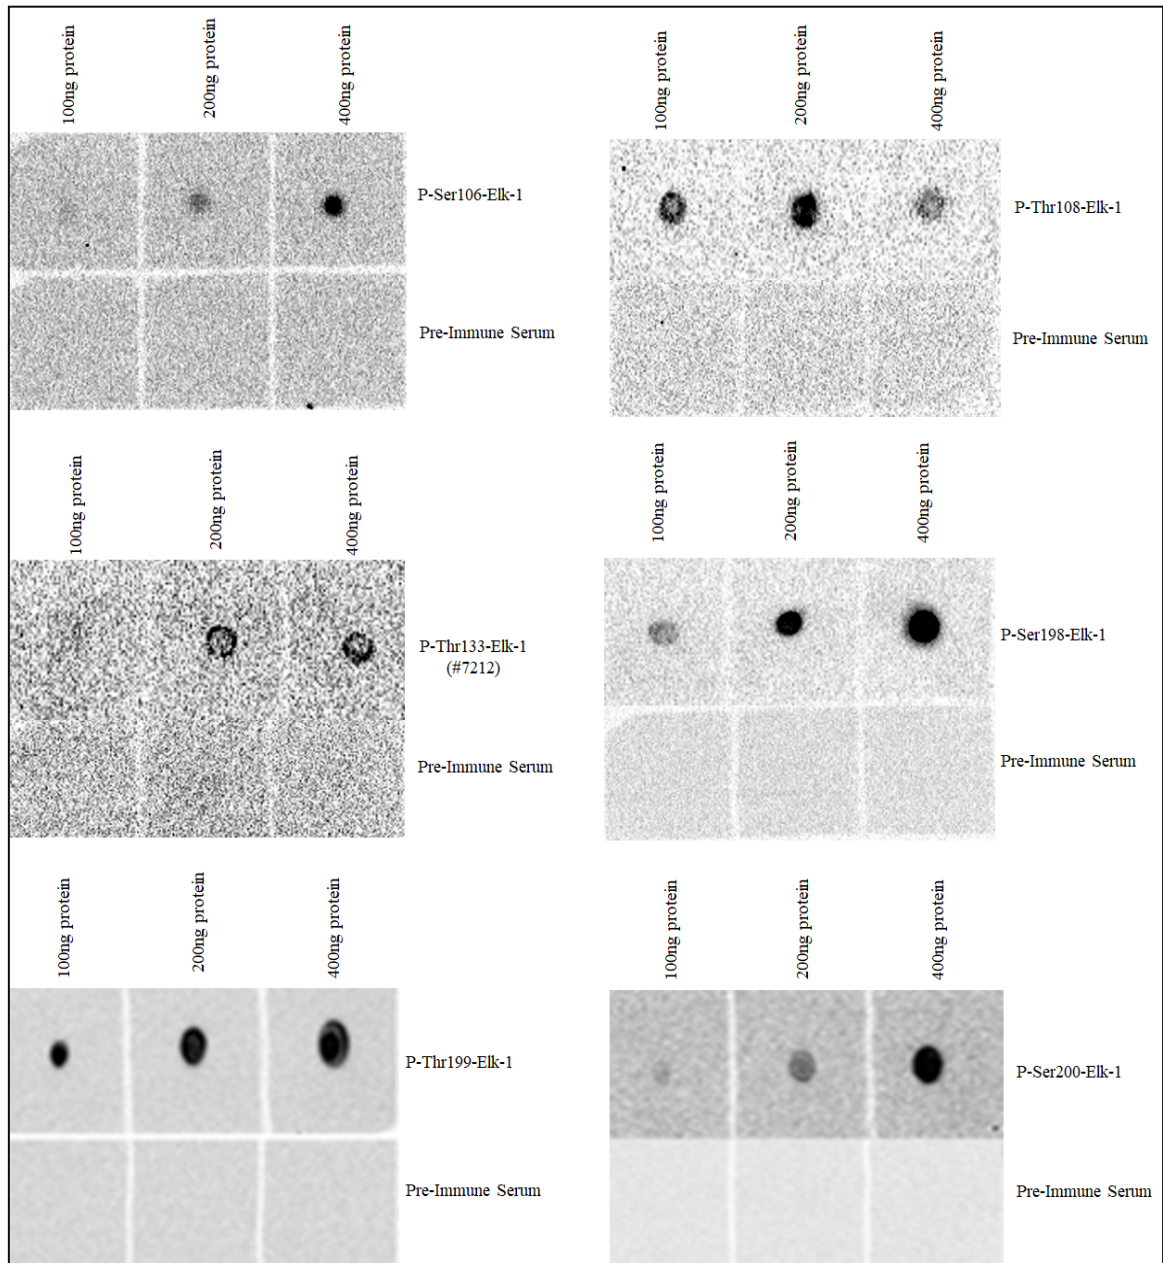 100ng protein
200ng protein
400ng protein
P-Ser106-Elk-1
Pre-Immune Serum
100ng protein
200ng protein
400ng protein
P-Thr108-Elk-1
Pre-Immune Serum
100ng protein
200ng protein
400ng protein
P-Thr133-Elk-1
(#7212)
Pre-Immune Serum
100ng protein
200ng protein
400ng protein
P-Ser198-Elk-1
Pre-Immune Serum
100ng protein
200ng protein
400ng protein
P-Thr199-Elk-1
Pre-Immune Serum
100ng protein
200ng protein
400ng protein
P-Ser200-Elk-1
Pre-Immune Serum